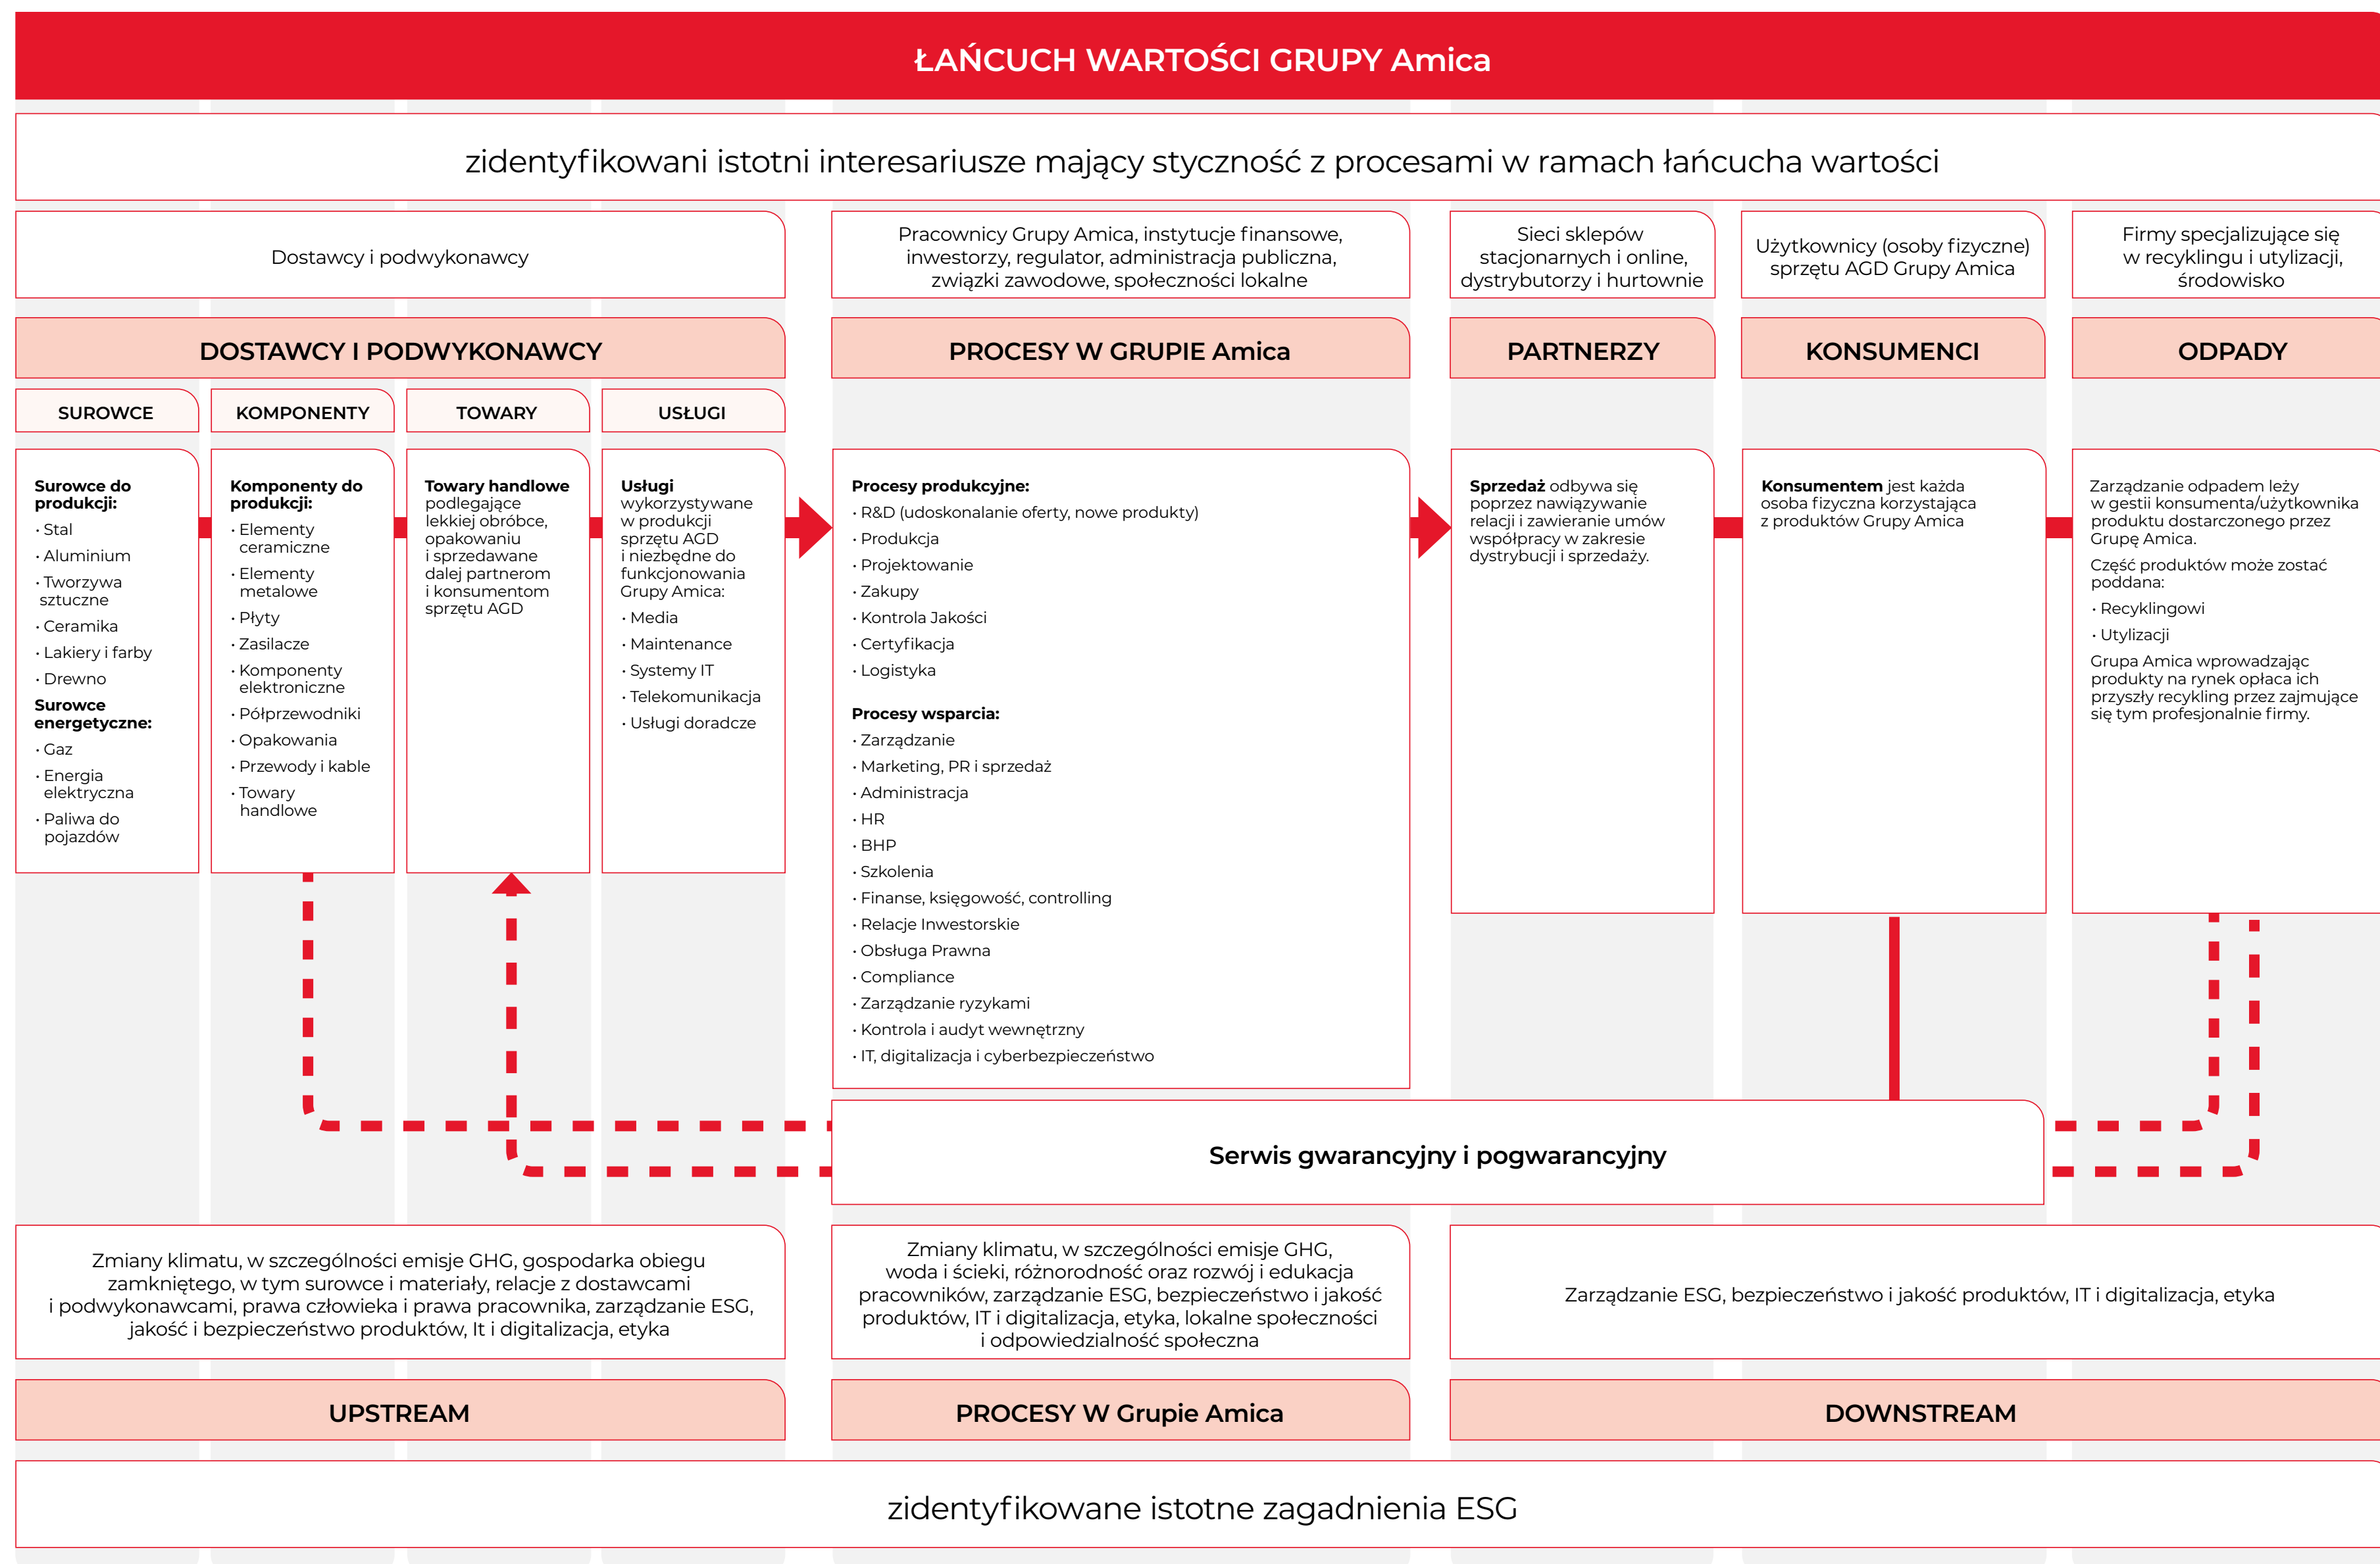 ŁAŃCUCH WARTOŚCI GRUPY Amica
zidentyfikowani istotni interesariusze mający styczność z procesami w ramach łańcucha wartości
Dostawcy i podwykonawcy
Pracownicy Grupy Amica, instytucje finansowe,
inwestorzy, regulator, administracja publiczna,
związki zawodowe, społeczności lokalne
Sieci sklepów
stacjonarnych i online,
dystrybutorzy i hurtownie
Użytkownicy (osoby fizyczne)
sprzętu AGD Grupy Amica
Firmy specjalizujące się
w recyklingu i utylizacji,
środowisko
DOSTAWCY I PODWYKONAWCY
PROCESY W GRUPIE Amica
PARTNERZY
KONSUMENCI
ODPADY
SUROWCE
KOMPONENTY
TOWARY
USŁUGI
Surowce do
produkcji:
• Stal
• Aluminium
• Tworzywa
sztuczne
• Ceramika
• Lakiery i farby
• Drewno
Surowce
energetyczne:
• Gaz
• Energia
elektryczna
• Paliwa do
pojazdów
Komponenty do
produkcji:
• Elementy
ceramiczne
• Elementy
metalowe
• Płyty
• Zasilacze
• Komponenty
elektroniczne
• Półprzewodniki
• Opakowania
• Przewody i kable
• Towary
handlowe
Towary handlowe
podlegające
lekkiej obróbce,
opakowaniu
i sprzedawane
dalej partnerom
i konsumentom
sprzętu AGD
Usługi
wykorzystywane
w produkcji
sprzętu AGD
i niezbędne do
funkcjonowania
Grupy Amica:
• Media
• Maintenance
• Systemy IT
• Telekomunikacja
• Usługi doradcze
Procesy produkcyjne:
• R&D (udoskonalanie oferty, nowe produkty)
• Produkcja
• Projektowanie
• Zakupy
• Kontrola Jakości
• Certyfikacja
• Logistyka
Procesy wsparcia:
• Zarządzanie
• Marketing, PR i sprzedaż
• Administracja
• HR
• BHP
• Szkolenia
• Finanse, księgowość, controlling
• Relacje Inwestorskie
• Obsługa Prawna
• Compliance
• Zarządzanie ryzykami
• Kontrola i audyt wewnętrzny
• IT, digitalizacja i cyberbezpieczeństwo
Sprzedaż odbywa się
poprzez nawiązywanie
relacji i zawieranie umów
współpracy w zakresie
dystrybucji i sprzedaży.
Konsumentem jest każda
osoba fizyczna korzystająca
z produktów Grupy Amica
Zarządzanie odpadem leży
w gestii konsumenta/użytkownika
produktu dostarczonego przez
Grupę Amica.
Część produktów może zostać
poddana:
• Recyklingowi
• Utylizacji
Grupa Amica wprowadzając
produkty na rynek opłaca ich
przyszły recykling przez zajmujące
się tym profesjonalnie firmy.
Serwis gwarancyjny i pogwarancyjny
Zmiany klimatu, w szczególności emisje GHG, gospodarka obiegu
zamkniętego, w tym surowce i materiały, relacje z dostawcami
i podwykonawcami, prawa człowieka i prawa pracownika, zarządzanie ESG,
jakość i bezpieczeństwo produktów, It i digitalizacja, etyka
Zmiany klimatu, w szczególności emisje GHG,
woda i ścieki, różnorodność oraz rozwój i edukacja
pracowników, zarządzanie ESG, bezpieczeństwo i jakość
produktów, IT i digitalizacja, etyka, lokalne społeczności
i odpowiedzialność społeczna
Zarządzanie ESG, bezpieczeństwo i jakość produktów, IT i digitalizacja, etyka
UPSTREAM
PROCESY W Grupie Amica
DOWNSTREAM
zidentyfikowane istotne zagadnienia ESG